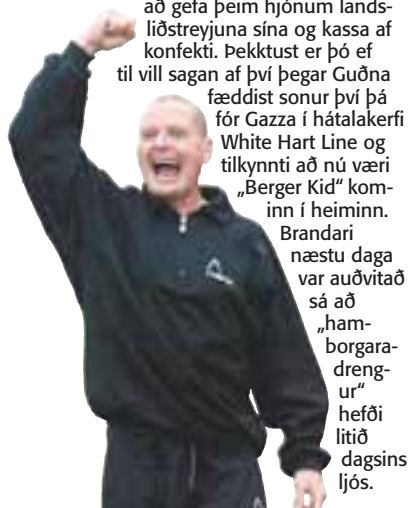 að gefa þeim hjónum lands-
liðstreyjuna sína og kassa af
konfekti. Þekktust er þó ef
til vill sagan af því þegar Guðna
fæddist sonur því þá
fór Gazza í hátalakerfi
White Hart Line og
tilkynnti að nú væri
„Berger Kid“ kom-
inn í heiminn.
Brandari
næstu daga
var auðvitað
sá að
„ham-
borgara-
dreng-
ur“
hefði
litið
dagsins
ljós.